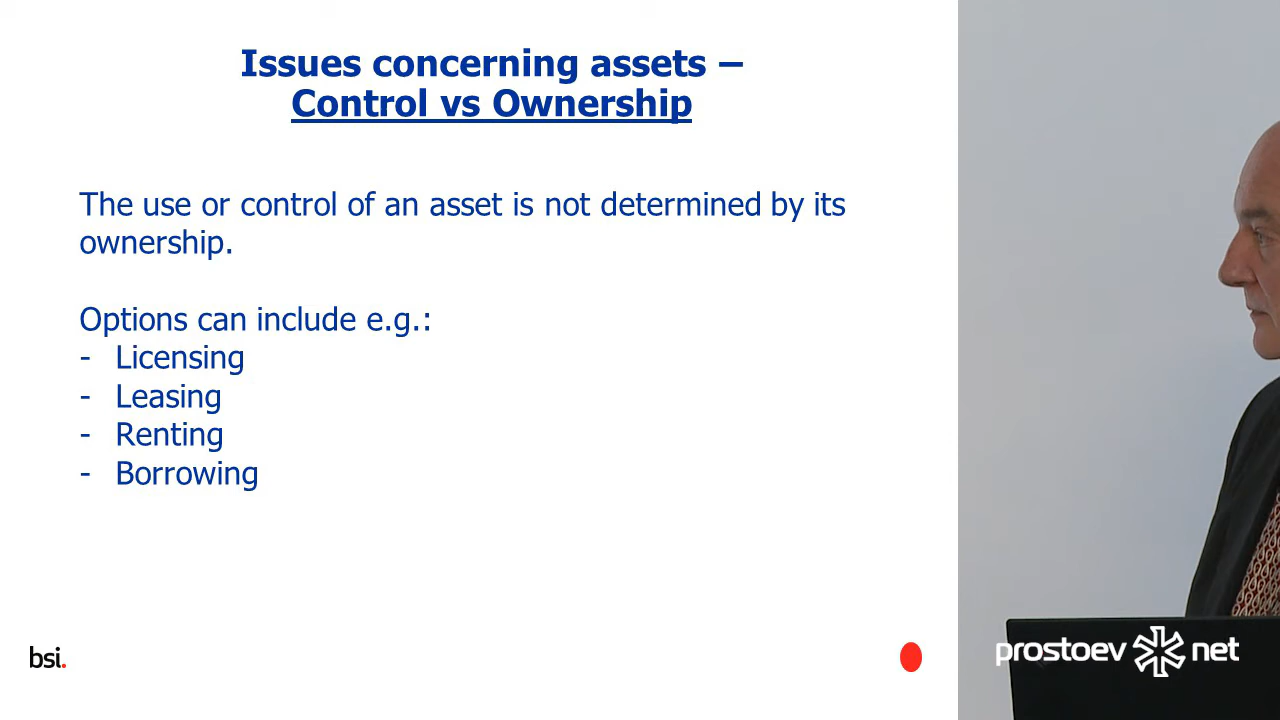 Issues concerning assets –
Control vs Ownership
The use or control of an asset is not determined by its
ownership.
Options can include e.g.:
- Licensing
- Leasing
- Renting
- Borrowing
bsi.
prostoev net